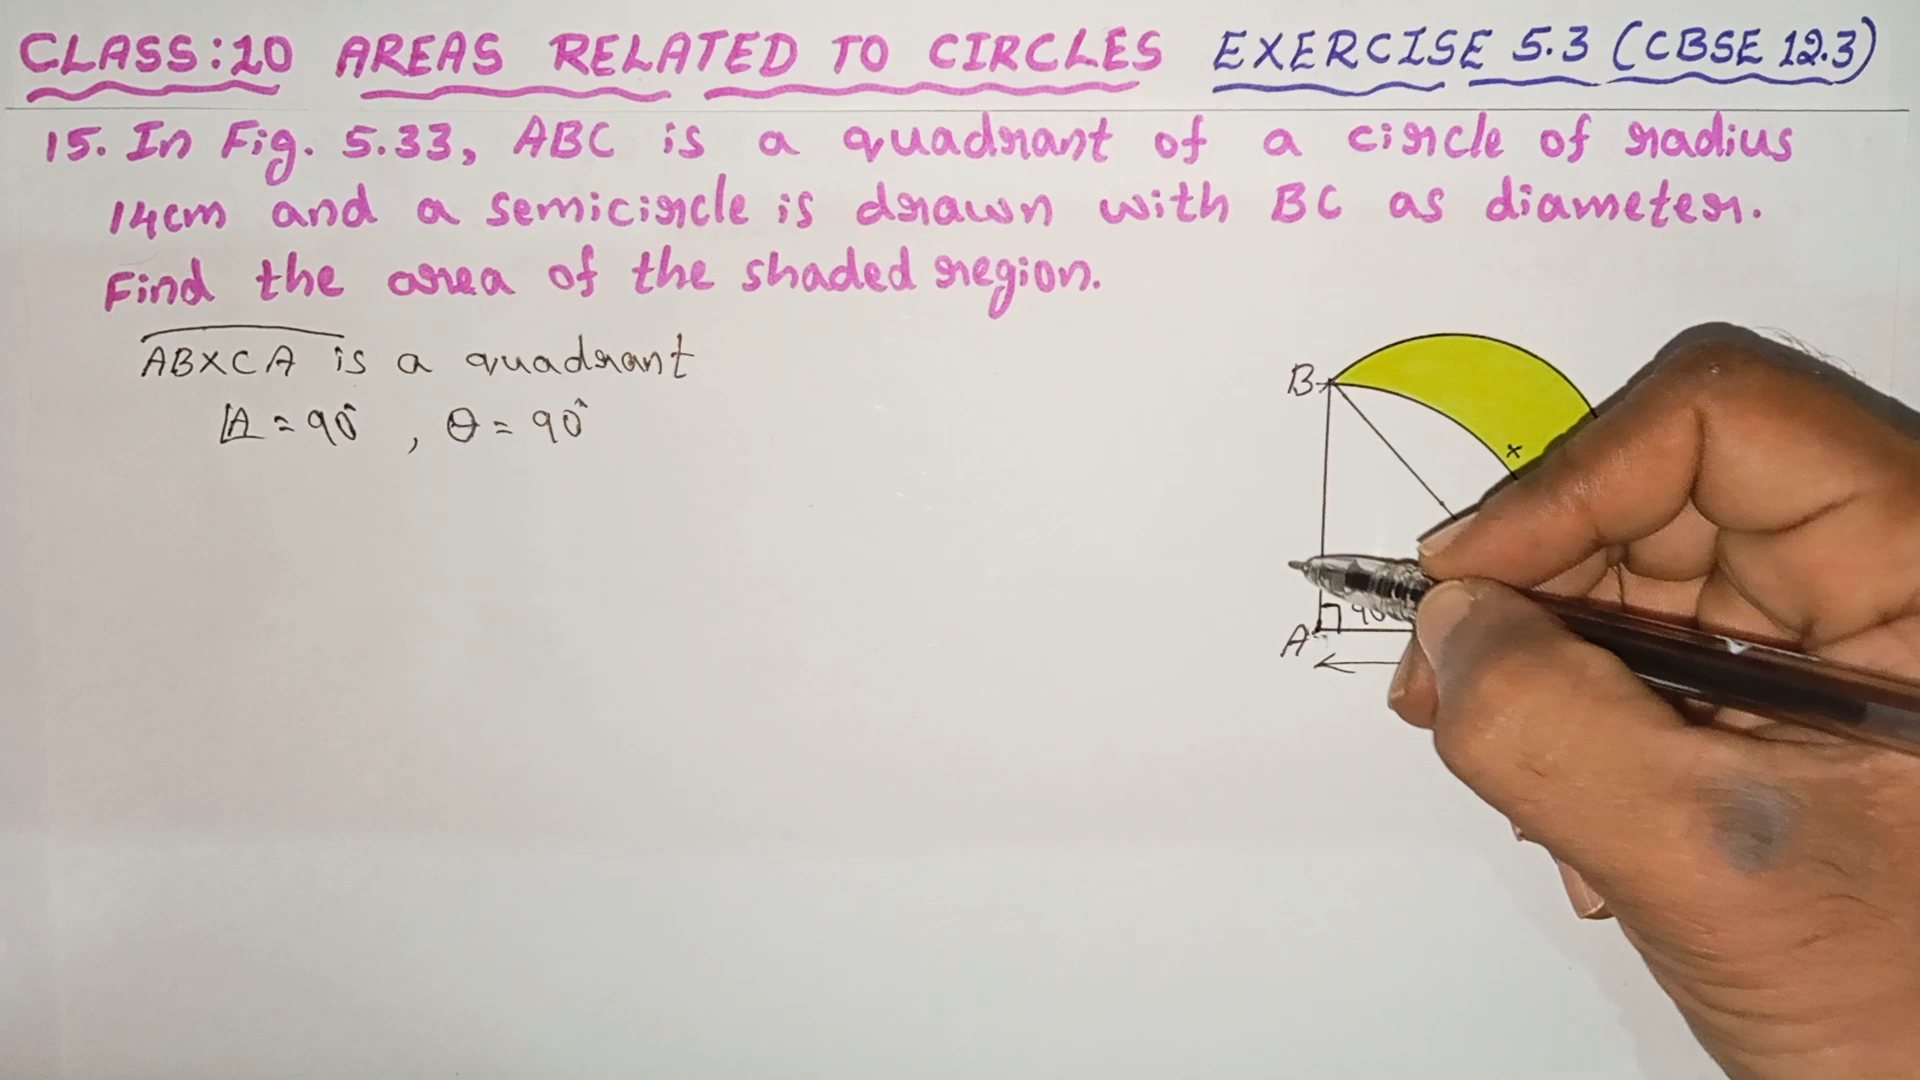 CLASS:10 AREAS RELATED TO CIRCLES EXERCISE 5.3 (CBSE 12.3)
15. In Fig. 5.33, ABC is a quadrant of a circle of radius
14cm and a semicircle is drawn with BC as diameter.
Find the area of the shaded region.
ABXCA is a quadrant
∠A = 90°, θ = 90°
B
x
A